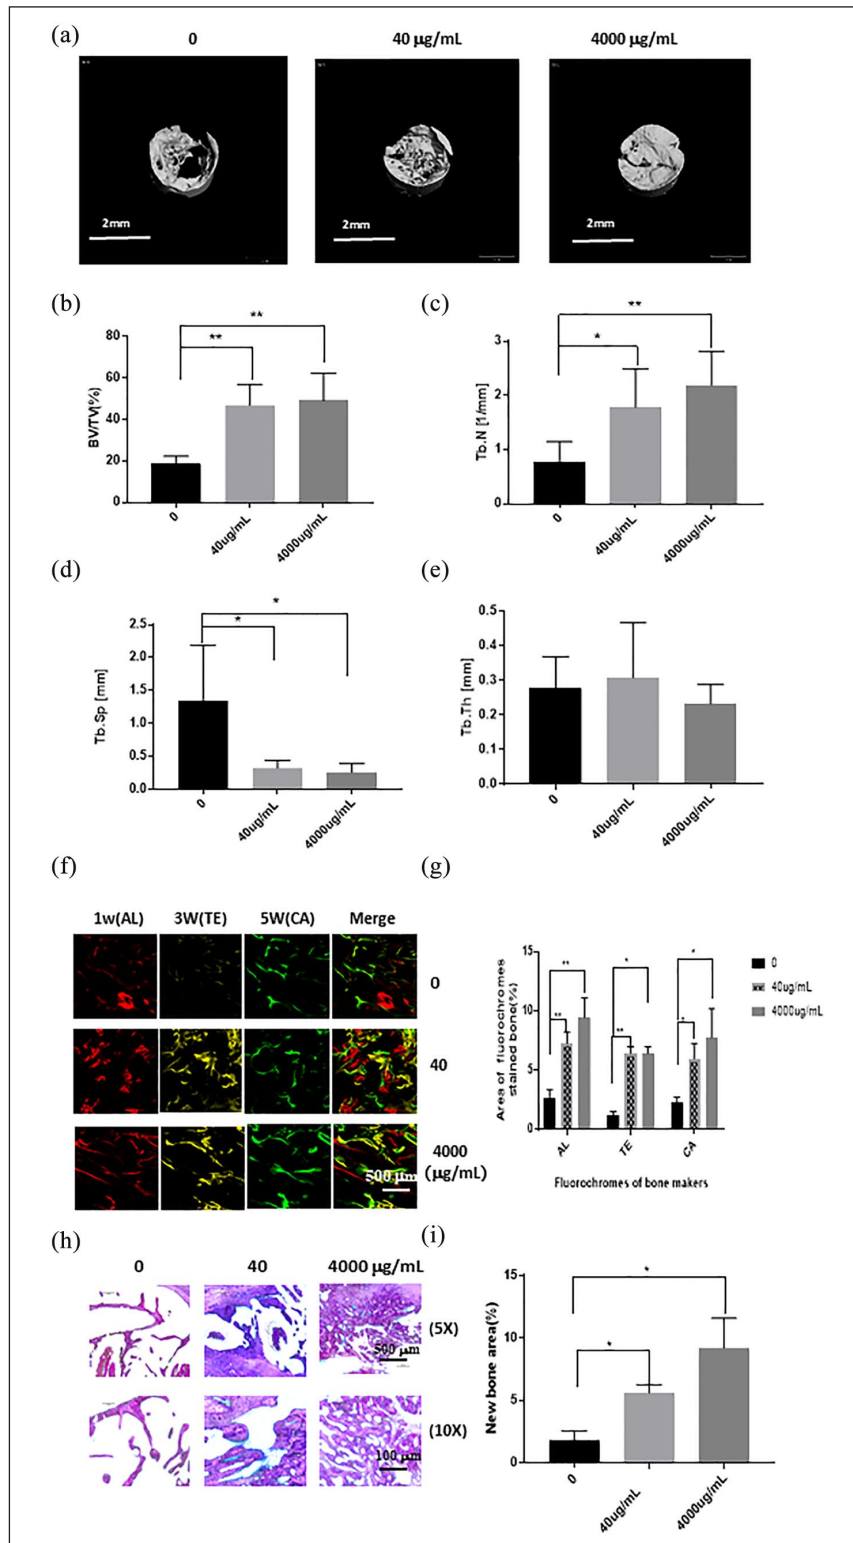 (a)
0
40 µg/mL
4000 µg/mL
2mm
2mm
2mm
(b)
80
60
40
20
0
BV/TV(%)
**
**
0
40ug/mL
4000ug/mL
(c)
3
2
1
0
Tb.N [1/mm]
**
*
0
40ug/mL
4000ug/mL
(d)
2.5
2.0
1.5
1.0
0.5
0.0
Tb.Sp [mm]
*
*
0
40ug/mL
4000ug/mL
(e)
0.5
0.4
0.3
0.2
0.1
0.0
Tb.Th [mm]
0
40ug/mL
4000ug/mL
(f)
1w(AL) 3W(TE) 5W(CA) Merge
0
40
4000
(µg/mL)
500 µm
(g)
15
10
5
0
Area of fluorochromes
stained bone(%)
** * *
** ** *
AL TE CA
Fluorochromes of bone makers
0
40ug/mL
4000ug/mL
(h)
0 40 4000 µg/mL
(5X)
500 µm
(10X)
100 µm
(i)
15
10
5
0
New bone area(%)
*
*
0
40ug/mL
4000ug/mL